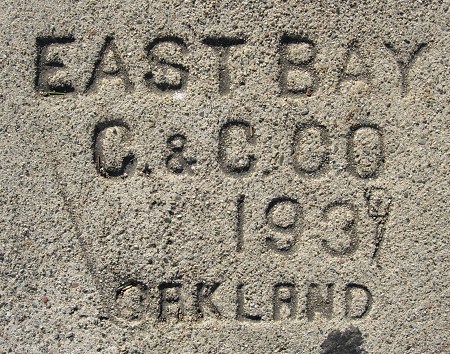 EAST BAY
C. & C. CO
1939
OAKLAND